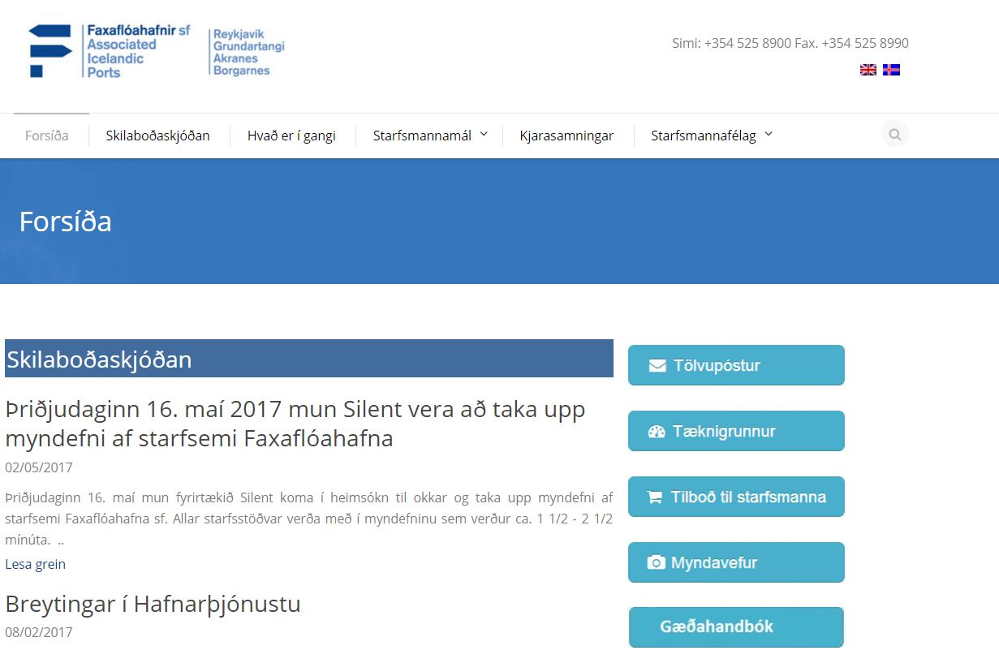 Faxaflóahafnir sf
Associated
Icelandic
Ports
Reykjavík
Grundartangi
Akranes
Borgarnes
Simi: +354 525 8900 Fax. +354 525 8990
Forsíða
Skilaboðaskjóðan
Hvað er í gangi
Starfsmannamál
Kjarasamningar
Starfsmannafélag
Forsíða
Skilaboðaskjóðan
Þriðjudaginn 16. maí 2017 mun Silent vera að taka upp
myndefni af starfsemi Faxaflóahafna
02/05/2017
Þriðjudaginn 16. maí mun fyrirtækið Silent koma í heimsókn til okkar og taka upp myndefni af
starfsemi Faxaflóahafna sf. Allar starfsstöðvar verða með í myndefninu sem verður ca. 1 1/2 - 2 1/2
mínúta. ..
Lesa grein
Breytingar í Hafnarþjónustu
08/02/2017
Tölvupóstur
Tæknigrunnur
Tilboð til starfsmanna
Myndavefur
Gæðahandbók